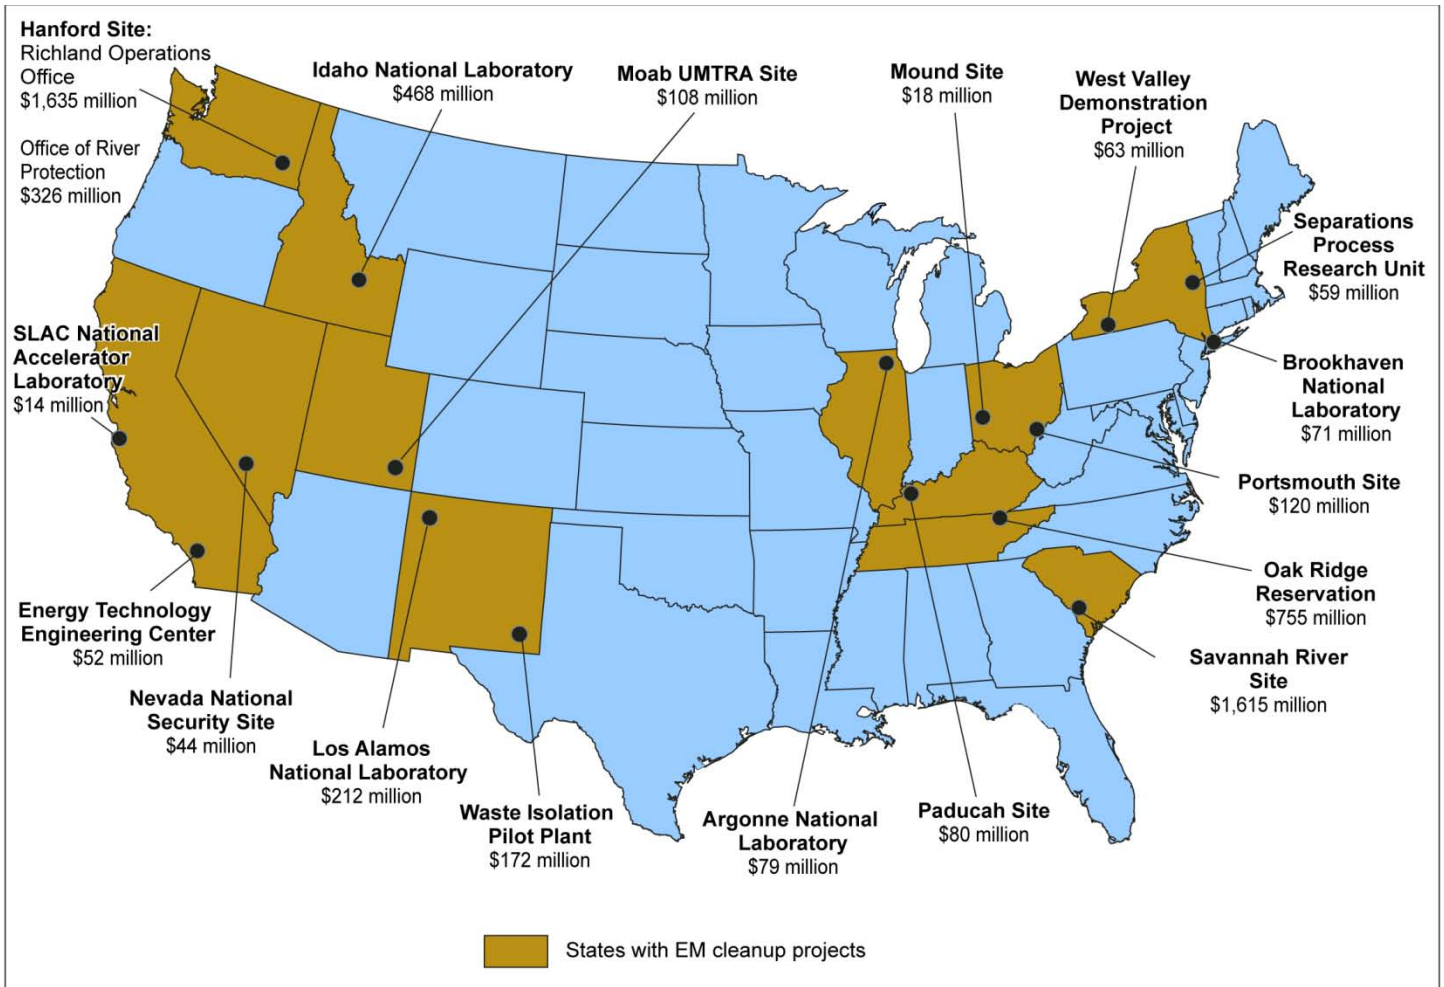 Hanford Site:
Richland Operations
Office
$1,635 million
Office of River
Protection
$326 million
Idaho National Laboratory
$468 million
Moab UMTRA Site
$108 million
Mound Site
$18 million
West Valley
Demonstration
Project
$63 million
Separations
Process
Research Unit
$59 million
SLAC National
Accelerator
Laboratory
$14 million
Brookhaven
National
Laboratory
$71 million
Portsmouth Site
$120 million
Oak Ridge
Reservation
$755 million
Savannah River
Site
$1,615 million
Energy Technology
Engineering Center
$52 million
Nevada National
Security Site
$44 million
Los Alamos
National Laboratory
$212 million
Waste Isolation
Pilot Plant
$172 million
Argonne National
Laboratory
$79 million
Paducah Site
$80 million
States with EM cleanup projects